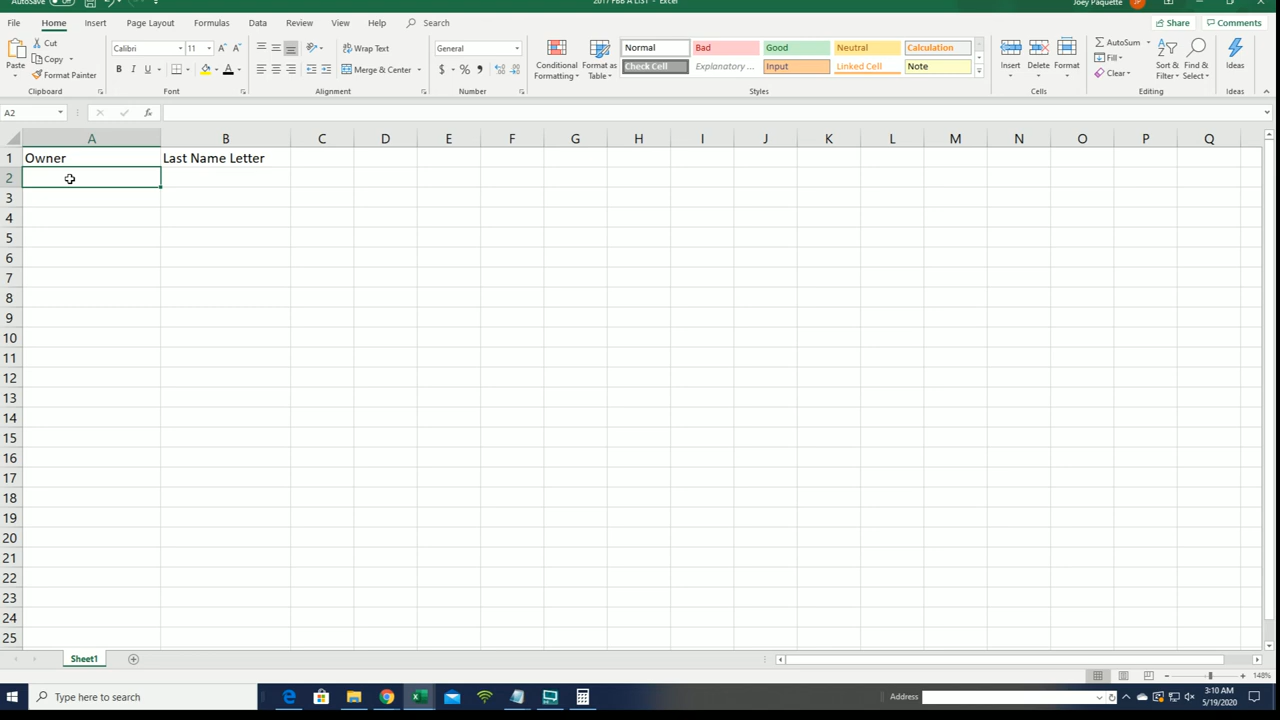 AutoSave Off 2017 FBB A LIST - Excel Joey Paquette JP
File Home Insert Page Layout Formulas Data Review View Help Search Share Comments
Paste Cut Copy Format Painter Clipboard
Calibri 11 A A B I U A Font
Wrap Text Merge & Center Alignment
General $ % , Number
Conditional Formatting Format as Table
Normal Bad Good Neutral Calculation
Check Cell Explanatory ... Input Linked Cell Note
Styles
Insert Delete Format Cells
AutoSum Fill Clear Sort & Filter Find & Select Editing
Ideas Ideas
A2 fx
A B C D E F G H I J K L M N O P Q
1 Owner Last Name Letter
2
3
4
5
6
7
8
9
10
11
12
13
14
15
16
17
18
19
20
21
22
23
24
25
Sheet1
148%
Type here to search Address 3:10 AM
5/19/2020